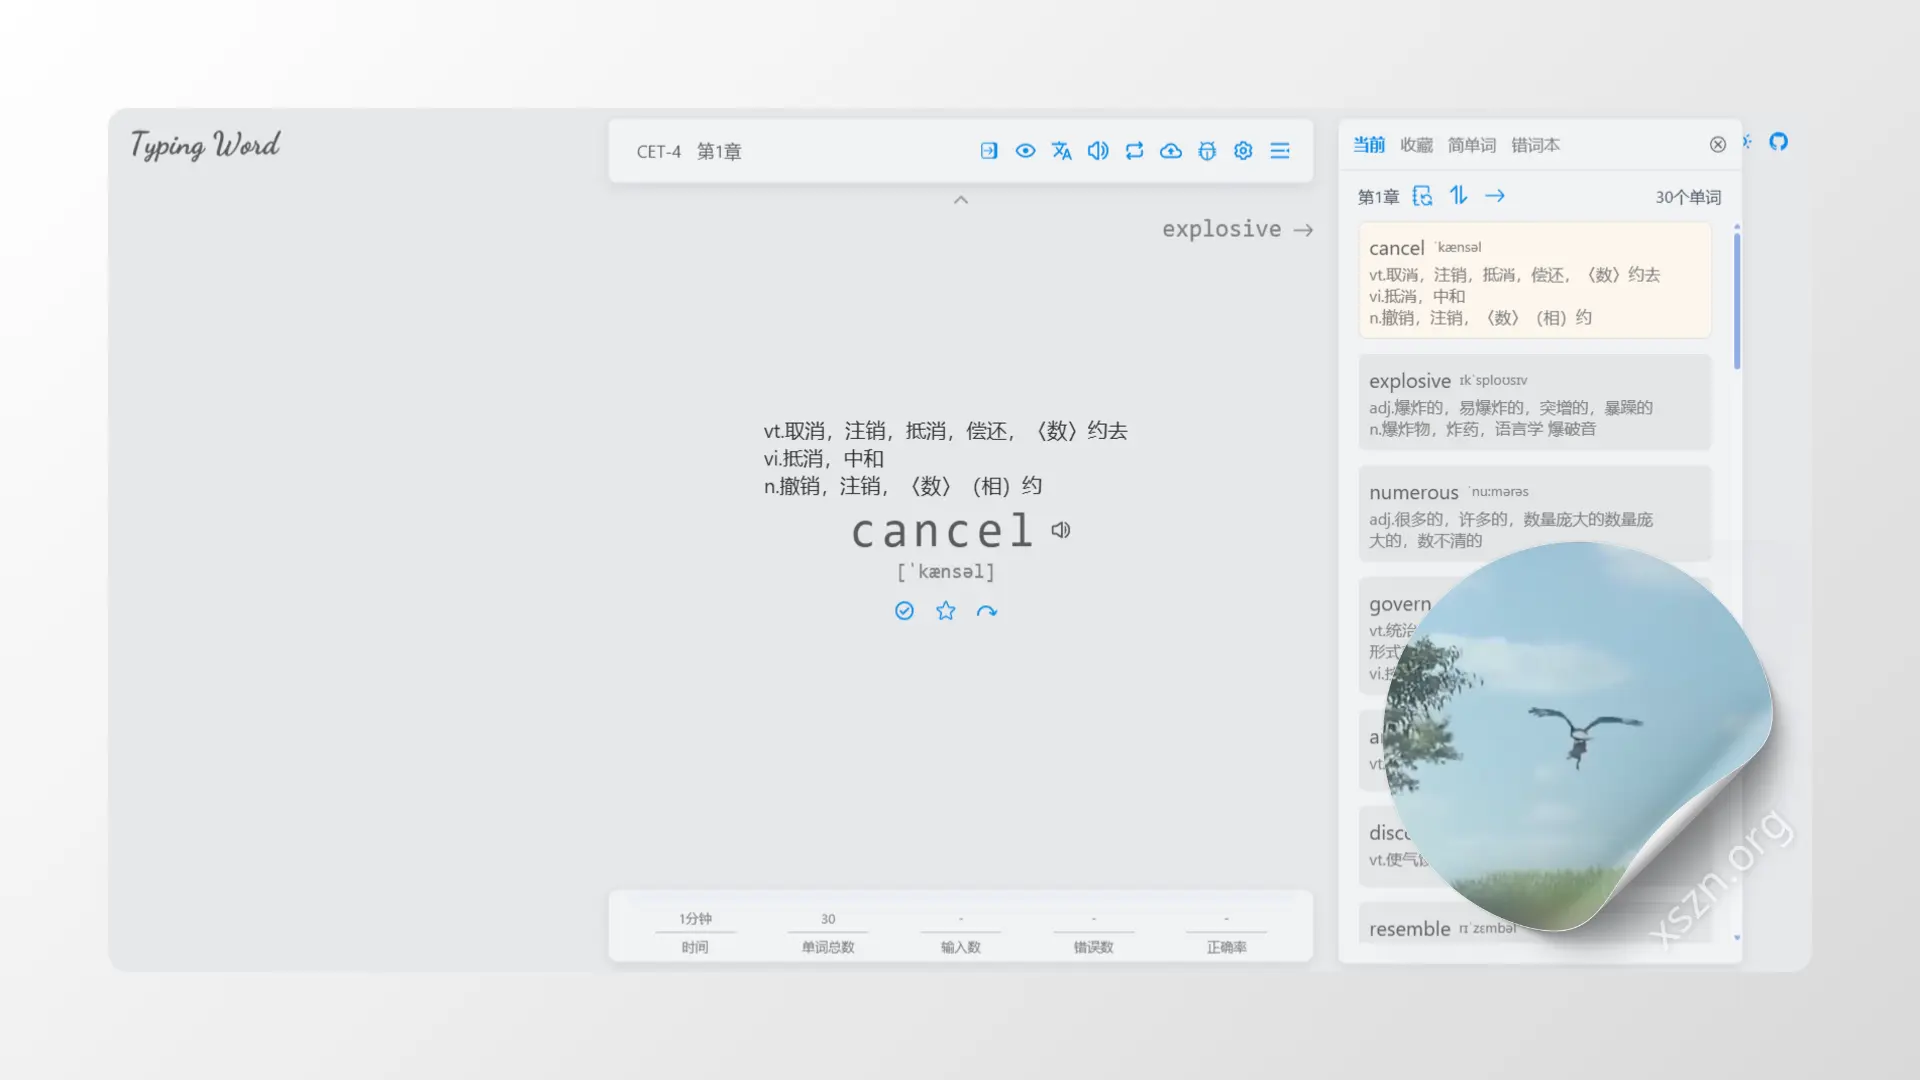 Typing Word
CET-4 第1章
explosive →
vt.取消，注销，抵消，偿还，〈数〉约去
vi.抵消，中和
n.撤销，注销，〈数〉（相）约
cancel
[ˈkænsəl]
1分钟
时间
30
单词总数
-
输入数
-
错误数
-
正确率
当前 收藏 简单词 错词本
第1章 30个单词
cancel ˈkænsəl
vt.取消，注销，抵消，偿还，〈数〉约去
vi.抵消，中和
n.撤销，注销，〈数〉（相）约
explosive ɪkˈsploʊsɪv
adj.爆炸的，易爆炸的，突增的，暴躁的
n.爆炸物，炸药，语言学 爆破音
numerous ˈnuːmərəs
adj.很多的，许多的，数量庞大的数量庞
大的，数不清的
govern
vt.统治
形式
vi.控
vt.
disco
vt.使气
resemble rɪˈzɛmbəl
xszn.org